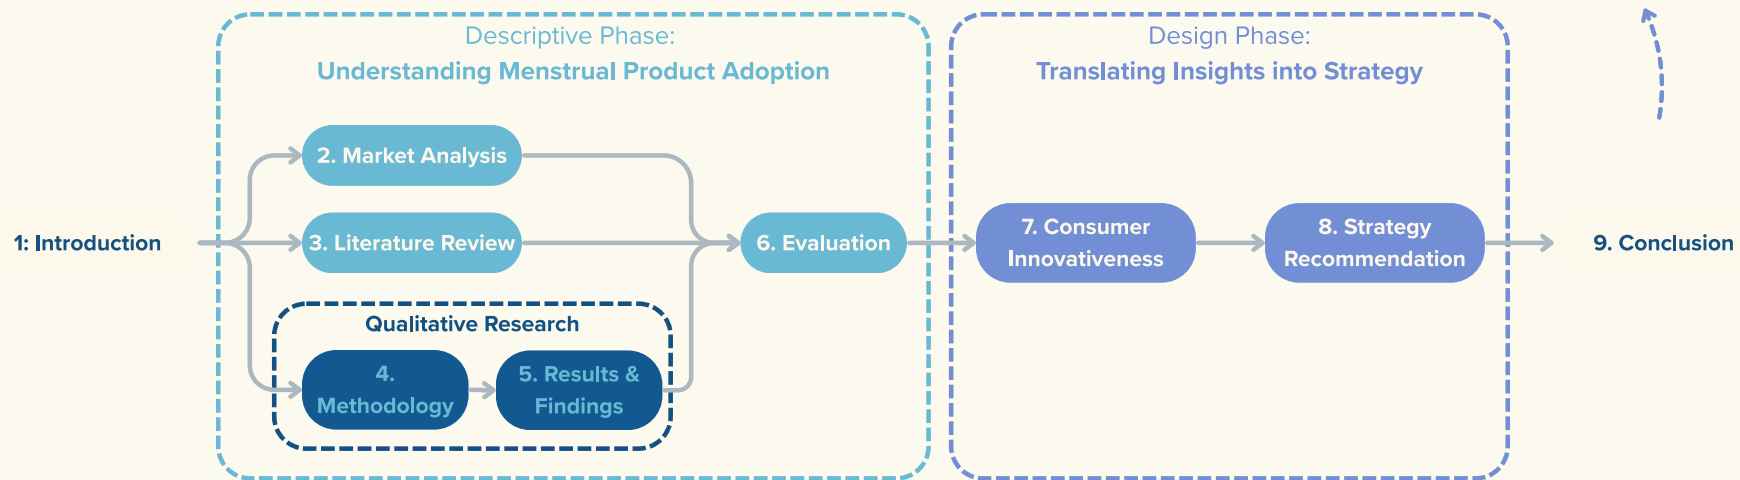 Descriptive Phase:
Understanding Menstrual Product Adoption
Design Phase:
Translating Insights into Strategy
1: Introduction
2. Market Analysis
3. Literature Review
Qualitative Research
4.
Methodology
5. Results &
Findings
6. Evaluation
7. Consumer
Innovativeness
8. Strategy
Recommendation
9. Conclusion